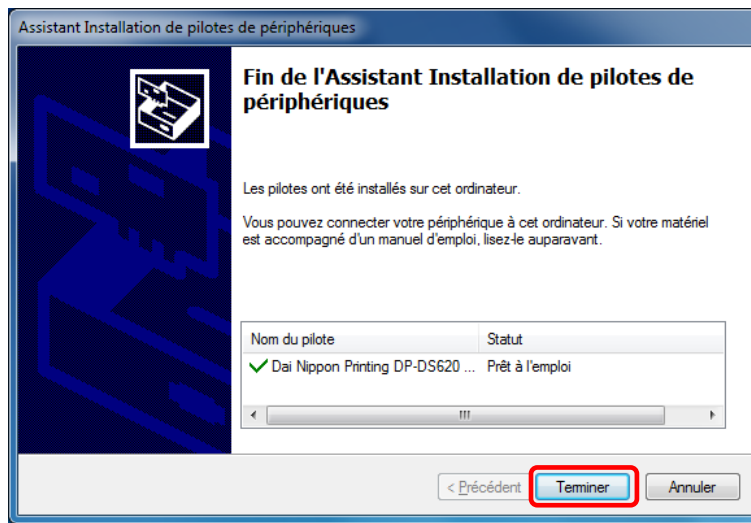 Assistant Installation de pilotes de périphériques
Fin de l'Assistant Installation de pilotes de
périphériques
Les pilotes ont été installés sur cet ordinateur.
Vous pouvez connecter votre périphérique à cet ordinateur. Si votre matériel
est accompagné d'un manuel d'emploi, lisez-le auparavant.
Nom du pilote Statut
Dai Nippon Printing DP-DS620 ... Prêt à l'emploi
< Précédent Terminer Annuler